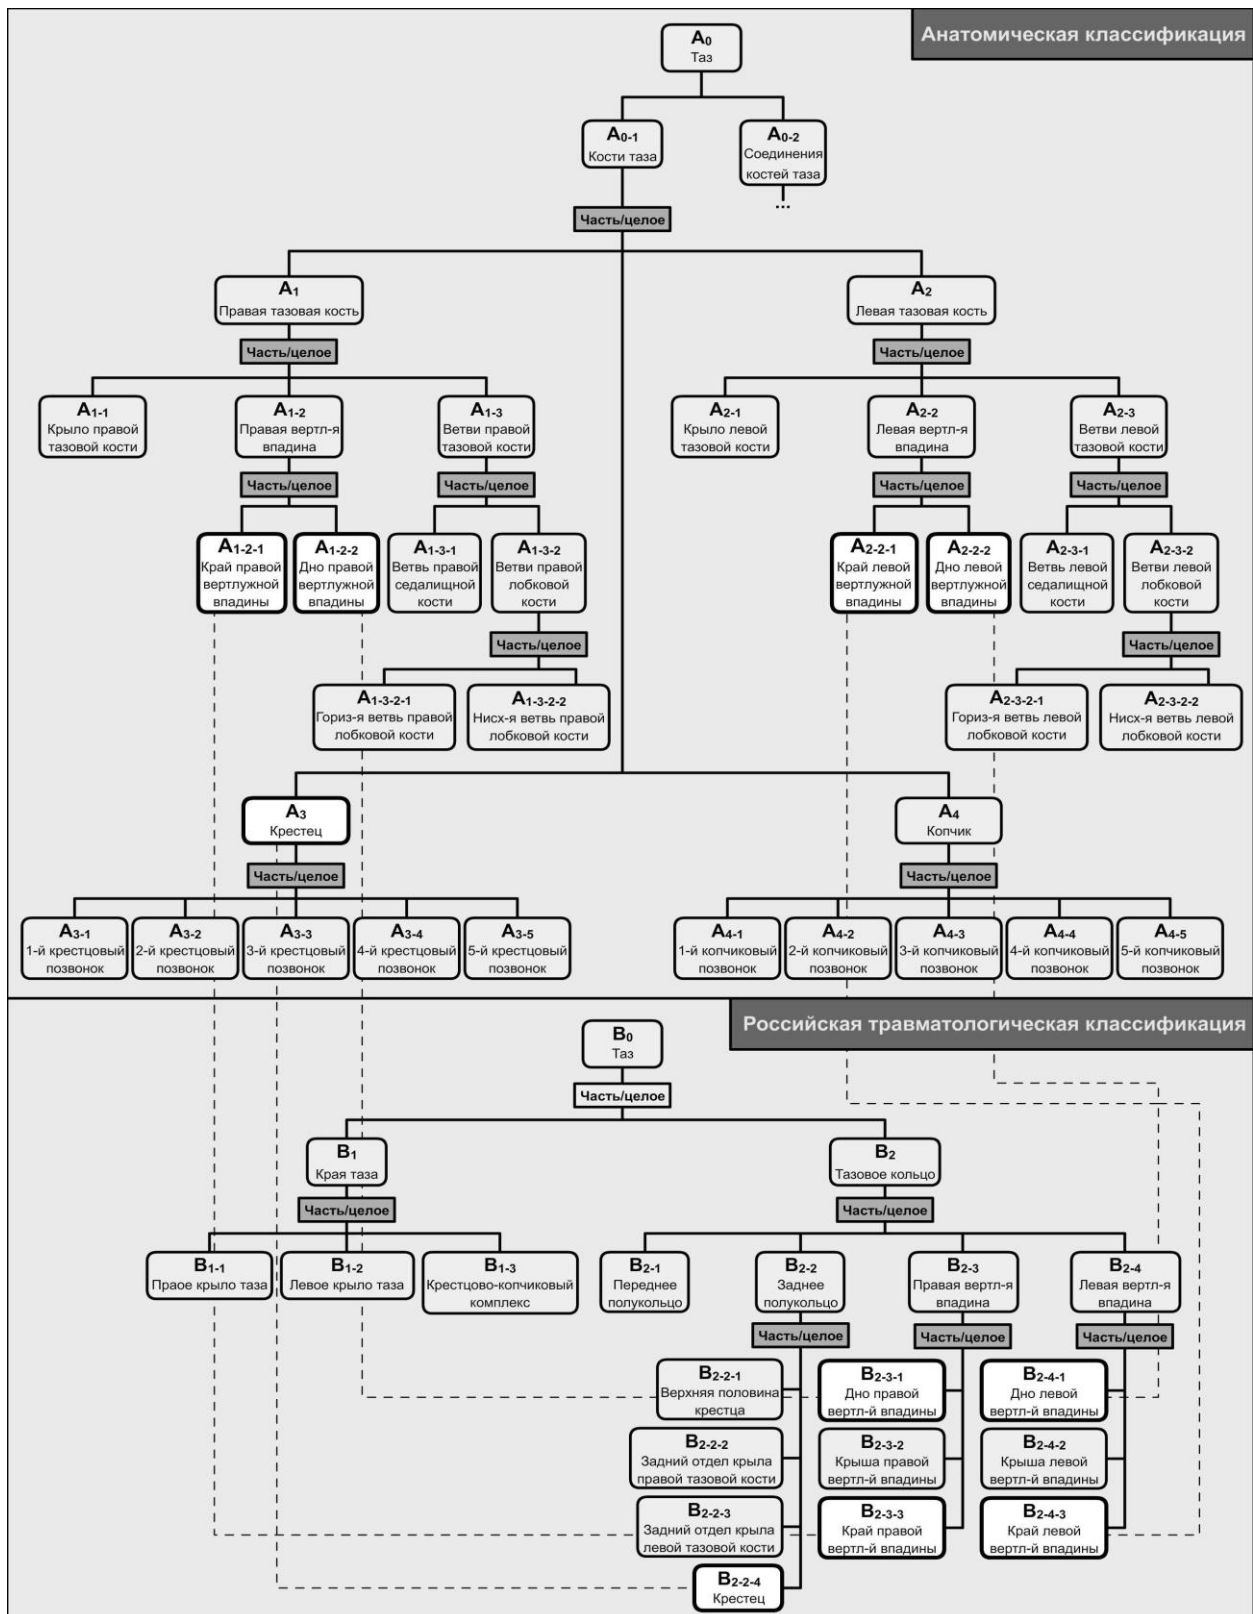 Анатомическая классификация
A0
Таз
A0-1
Кости таза
A0-2
Соединения
костей таза
...
Часть/целое
A1
Правая тазовая кость
A2
Левая тазовая кость
Часть/целое
Часть/целое
A1-1
Крыло правой
тазовой кости
A1-2
Правая вертл-я
впадина
A1-3
Ветви правой
тазовой кости
A2-1
Крыло левой
тазовой кости
A2-2
Левая вертл-я
впадина
A2-3
Ветви левой
тазовой кости
Часть/целое
Часть/целое
Часть/целое
Часть/целое
A1-2-1
Край правой
вертлужной
впадины
A1-2-2
Дно правой
вертлужной
впадины
A1-3-1
Ветвь правой
седалищной
кости
A1-3-2
Ветви правой
лобковой
кости
A2-2-1
Край левой
вертлужной
впадины
A2-2-2
Дно левой
вертлужной
впадины
A2-3-1
Ветвь левой
седалищной
кости
A2-3-2
Ветви левой
лобковой
кости
Часть/целое
Часть/целое
A1-3-2-1
Гориз-я ветвь правой
лобковой кости
A1-3-2-2
Нисх-я ветвь правой
лобковой кости
A2-3-2-1
Гориз-я ветвь левой
лобковой кости
A2-3-2-2
Нисх-я ветвь левой
лобковой кости
A3
Крестец
A4
Копчик
Часть/целое
Часть/целое
A3-1
1-й крестцовый
позвонок
A3-2
2-й крестцовый
позвонок
A3-3
3-й крестцовый
позвонок
A3-4
4-й крестцовый
позвонок
A3-5
5-й крестцовый
позвонок
A4-1
1-й копчиковый
позвонок
A4-2
2-й копчиковый
позвонок
A4-3
3-й копчиковый
позвонок
A4-4
4-й копчиковый
позвонок
A4-5
5-й копчиковый
позвонок
Российская травматологическая классификация
B0
Таз
Часть/целое
B1
Края таза
B2
Тазовое кольцо
Часть/целое
Часть/целое
B1-1
Праое крыло таза
B1-2
Левое крыло таза
B1-3
Крестцово-копчиковый
комплекс
B2-1
Переднее
полукольцо
B2-2
Заднее
полукольцо
B2-3
Правая вертл-я
впадина
B2-4
Левая вертл-я
впадина
Часть/целое
Часть/целое
Часть/целое
B2-2-1
Верхняя половина
крестца
B2-3-1
Дно правой
вертл-й впадины
B2-4-1
Дно левой
вертл-й впадины
B2-2-2
Задний отдел крыла
правой тазовой кости
B2-3-2
Крыша правой
вертл-й впадины
B2-4-2
Крыша левой
вертл-й впадины
B2-2-3
Задний отдел крыла
левой тазовой кости
B2-3-3
Край правой
вертл-й впадины
B2-4-3
Край левой
вертл-й впадины
B2-2-4
Крестец